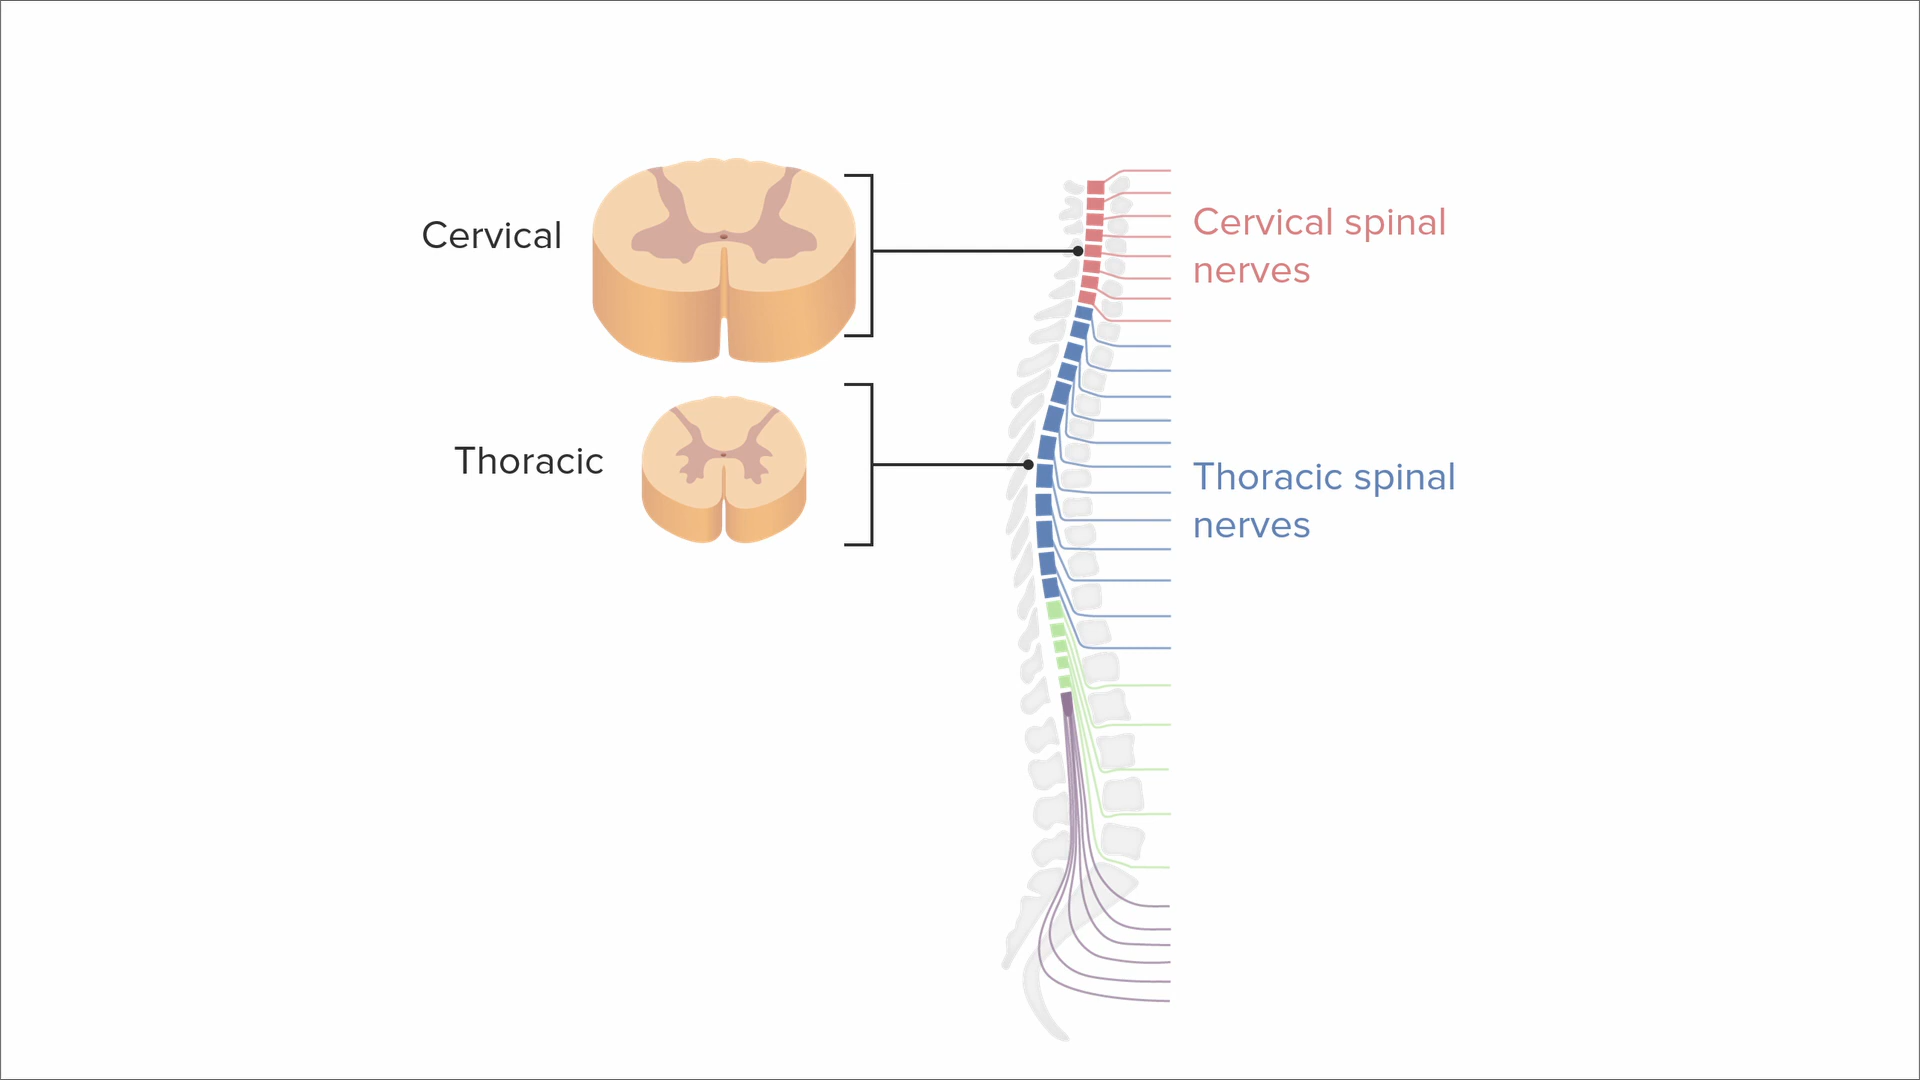 Cervical
Cervical spinal
nerves
Thoracic
Thoracic spinal
nerves